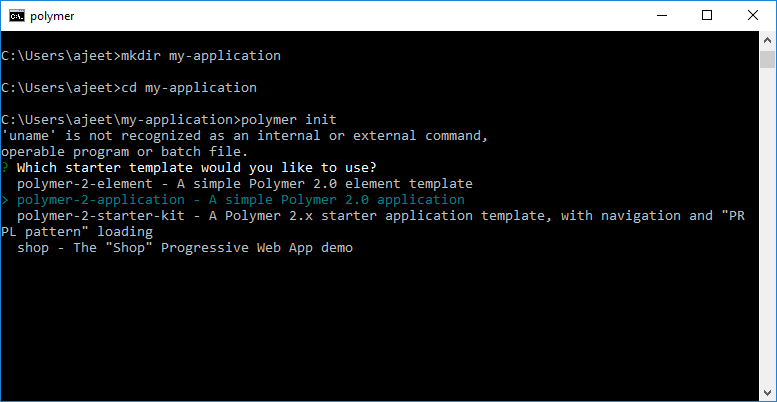 polymer
C:\Users\ajeet>mkdir my-application
C:\Users\ajeet>cd my-application
C:\Users\ajeet\my-application>polymer init
'uname' is not recognized as an internal or external command,
operable program or batch file.
? Which starter template would you like to use?
  polymer-2-element - A simple Polymer 2.0 element template
> polymer-2-application - A simple Polymer 2.0 application
  polymer-2-starter-kit - A Polymer 2.x starter application template, with navigation and "PR
PL pattern" loading
  shop - The "Shop" Progressive Web App demo